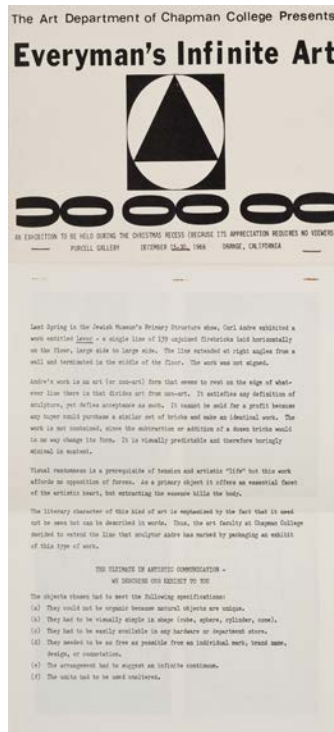 The Art Department of Chapman College Presents
Everyman's Infinite Art
AN EXHIBITION TO BE HELD DURING THE CHRISTMAS RECESS (BECAUSE ITS APPRECIATION REQUIRES NO VIEWERS
PURCELL GALLERY DECEMBER 15-30, 1966 ORANGE, CALIFORNIA
Last Spring in the Jewish Museum's Primary Structure show, Carl Andre exhibited a
work entitled Lever - a single line of 139 unjoined firebricks laid horizontally
on the floor, large side to large side. The line extended at right angles from a
wall and terminated in the middle of the floor. The work was not signed.
Andre's work is an art (or non-art) form that seems to rest on the edge of what-
ever line there is that divides art from non-art. It satisfies any definition of
sculpture, yet defies acceptance as such. It cannot be sold for a profit because
any buyer could purchase a similar set of bricks and make an identical work. The
work is not contained, since the subtraction or addition of a dozen bricks would
in no way change its form. It is visually predictable and therefore boringly
minimal in content.
Visual randomness is a prerequisite of tension and artistic "life" but this work
affords no opposition of forces. As a primary object it offers an essential facet
of the artistic heart, but extracting the essence kills the body.
The literary character of this kind of art is emphasized by the fact that it need
not be seen but can be described in words. Thus, the art faculty at Chapman College
decided to extend the line that sculptor Andre has marked by packaging an exhibit
of this type of work.
THE ULTIMATE IN ARTISTIC COMMUNICATION -
WE DESCRIBE OUR EXHIBIT TO YOU
The objects chosen had to meet the following specifications:
(a) They could not be organic because natural objects are unique.
(b) They had to be visually simple in shape (cube, sphere, cylinder, cone).
(c) They had to be easily available in any hardware or department store.
(d) They needed to be as free as possible from an individual mark, brand name,
design, or connotation.
(e) The arrangement had to suggest an infinite continuum.
(f) The units had to be used unaltered.